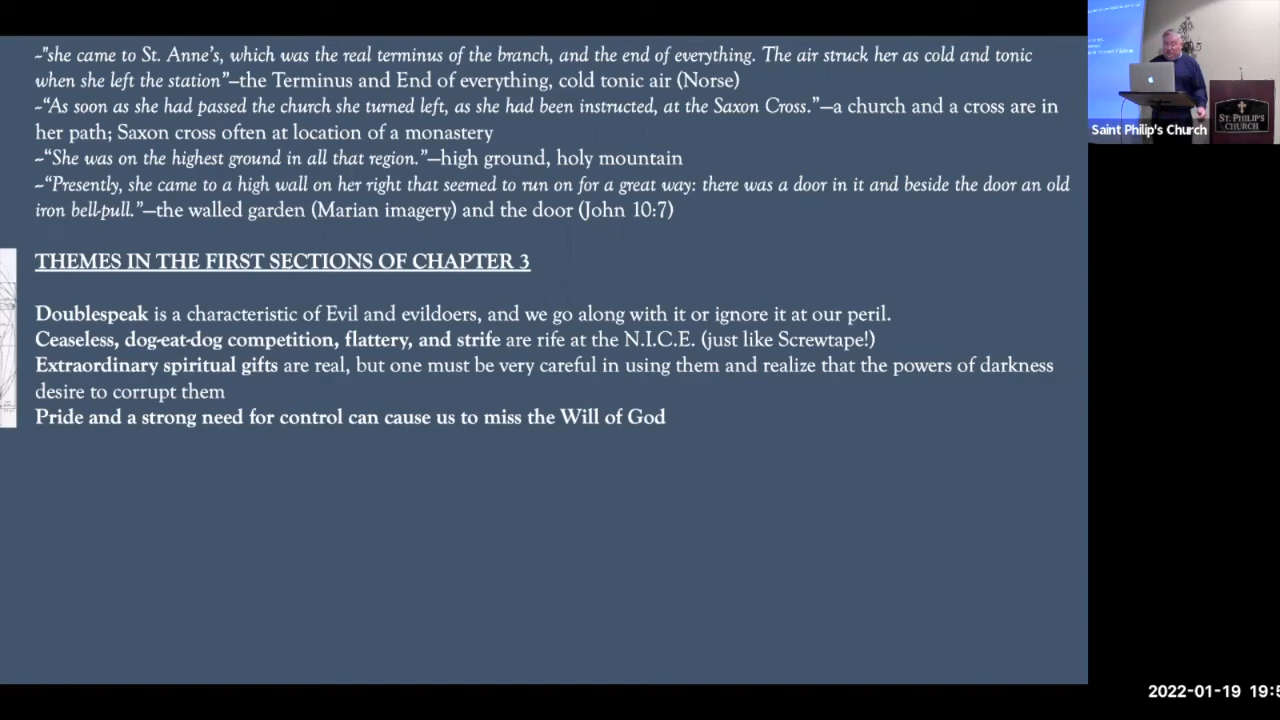 ~"she came to St. Anne's, which was the real terminus of the branch, and the end of everything. The air struck her as cold and tonic
when she left the station"—the Terminus and End of everything, cold tonic air (Norse)
~"As soon as she had passed the church she turned left, as she had been instructed, at the Saxon Cross."—a church and a cross are in
her path; Saxon cross often at location of a monastery
~"She was on the highest ground in all that region."—high ground, holy mountain
~"Presently, she came to a high wall on her right that seemed to run on for a great way: there was a door in it and beside the door an old
iron bell-pull."—the walled garden (Marian imagery) and the door (John 10:7)
THEMES IN THE FIRST SECTIONS OF CHAPTER 3
Doublespeak is a characteristic of Evil and evildoers, and we go along with it or ignore it at our peril.
Ceaseless, dog-eat-dog competition, flattery, and strife are rife at the N.I.C.E. (just like Screwtape!)
Extraordinary spiritual gifts are real, but one must be very careful in using them and realize that the powers of darkness
desire to corrupt them
Pride and a strong need for control can cause us to miss the Will of God
ST. PHILIP'S
CHURCH
Saint Philip's Church
2022-01-19 19:5